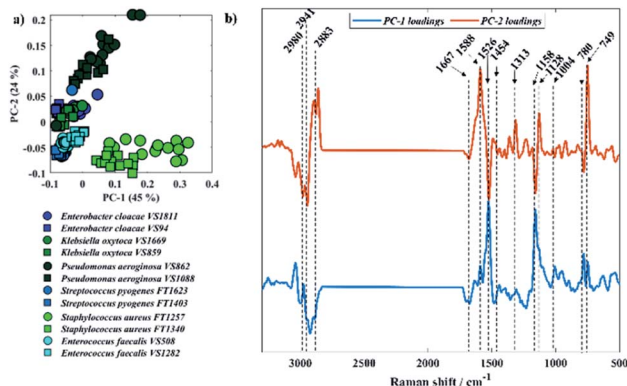 a)
PC-2 (24 %)
0.2
0.15
0.1
0.05
0
-0.05
-0.1
0
0.1
0.2
0.3
0.4
PC-1 (45 %)
Enterobacter cloacae VS1811
Enterobacter cloacae VS94
Klebsiella oxytoca VS1669
Klebsiella oxytoca VS859
Pseudomonas aeroginosa VS862
Pseudomonas aeroginosa VS1088
Streptococcus pyogenes FT1623
Streptococcus pyogenes FT1403
Staphylococcus aureus FT1257
Staphylococcus aureus FT1340
Enterococcus faecalis VS508
Enterococcus faecalis VS1282
b)
PC-1 loadings
PC-2 loadings
2980
2941
2883
1667
1588
1526
1454
1313
1158
1128
1004
780
749
3000
2000
1500
1000
500
Raman shift / cm⁻¹